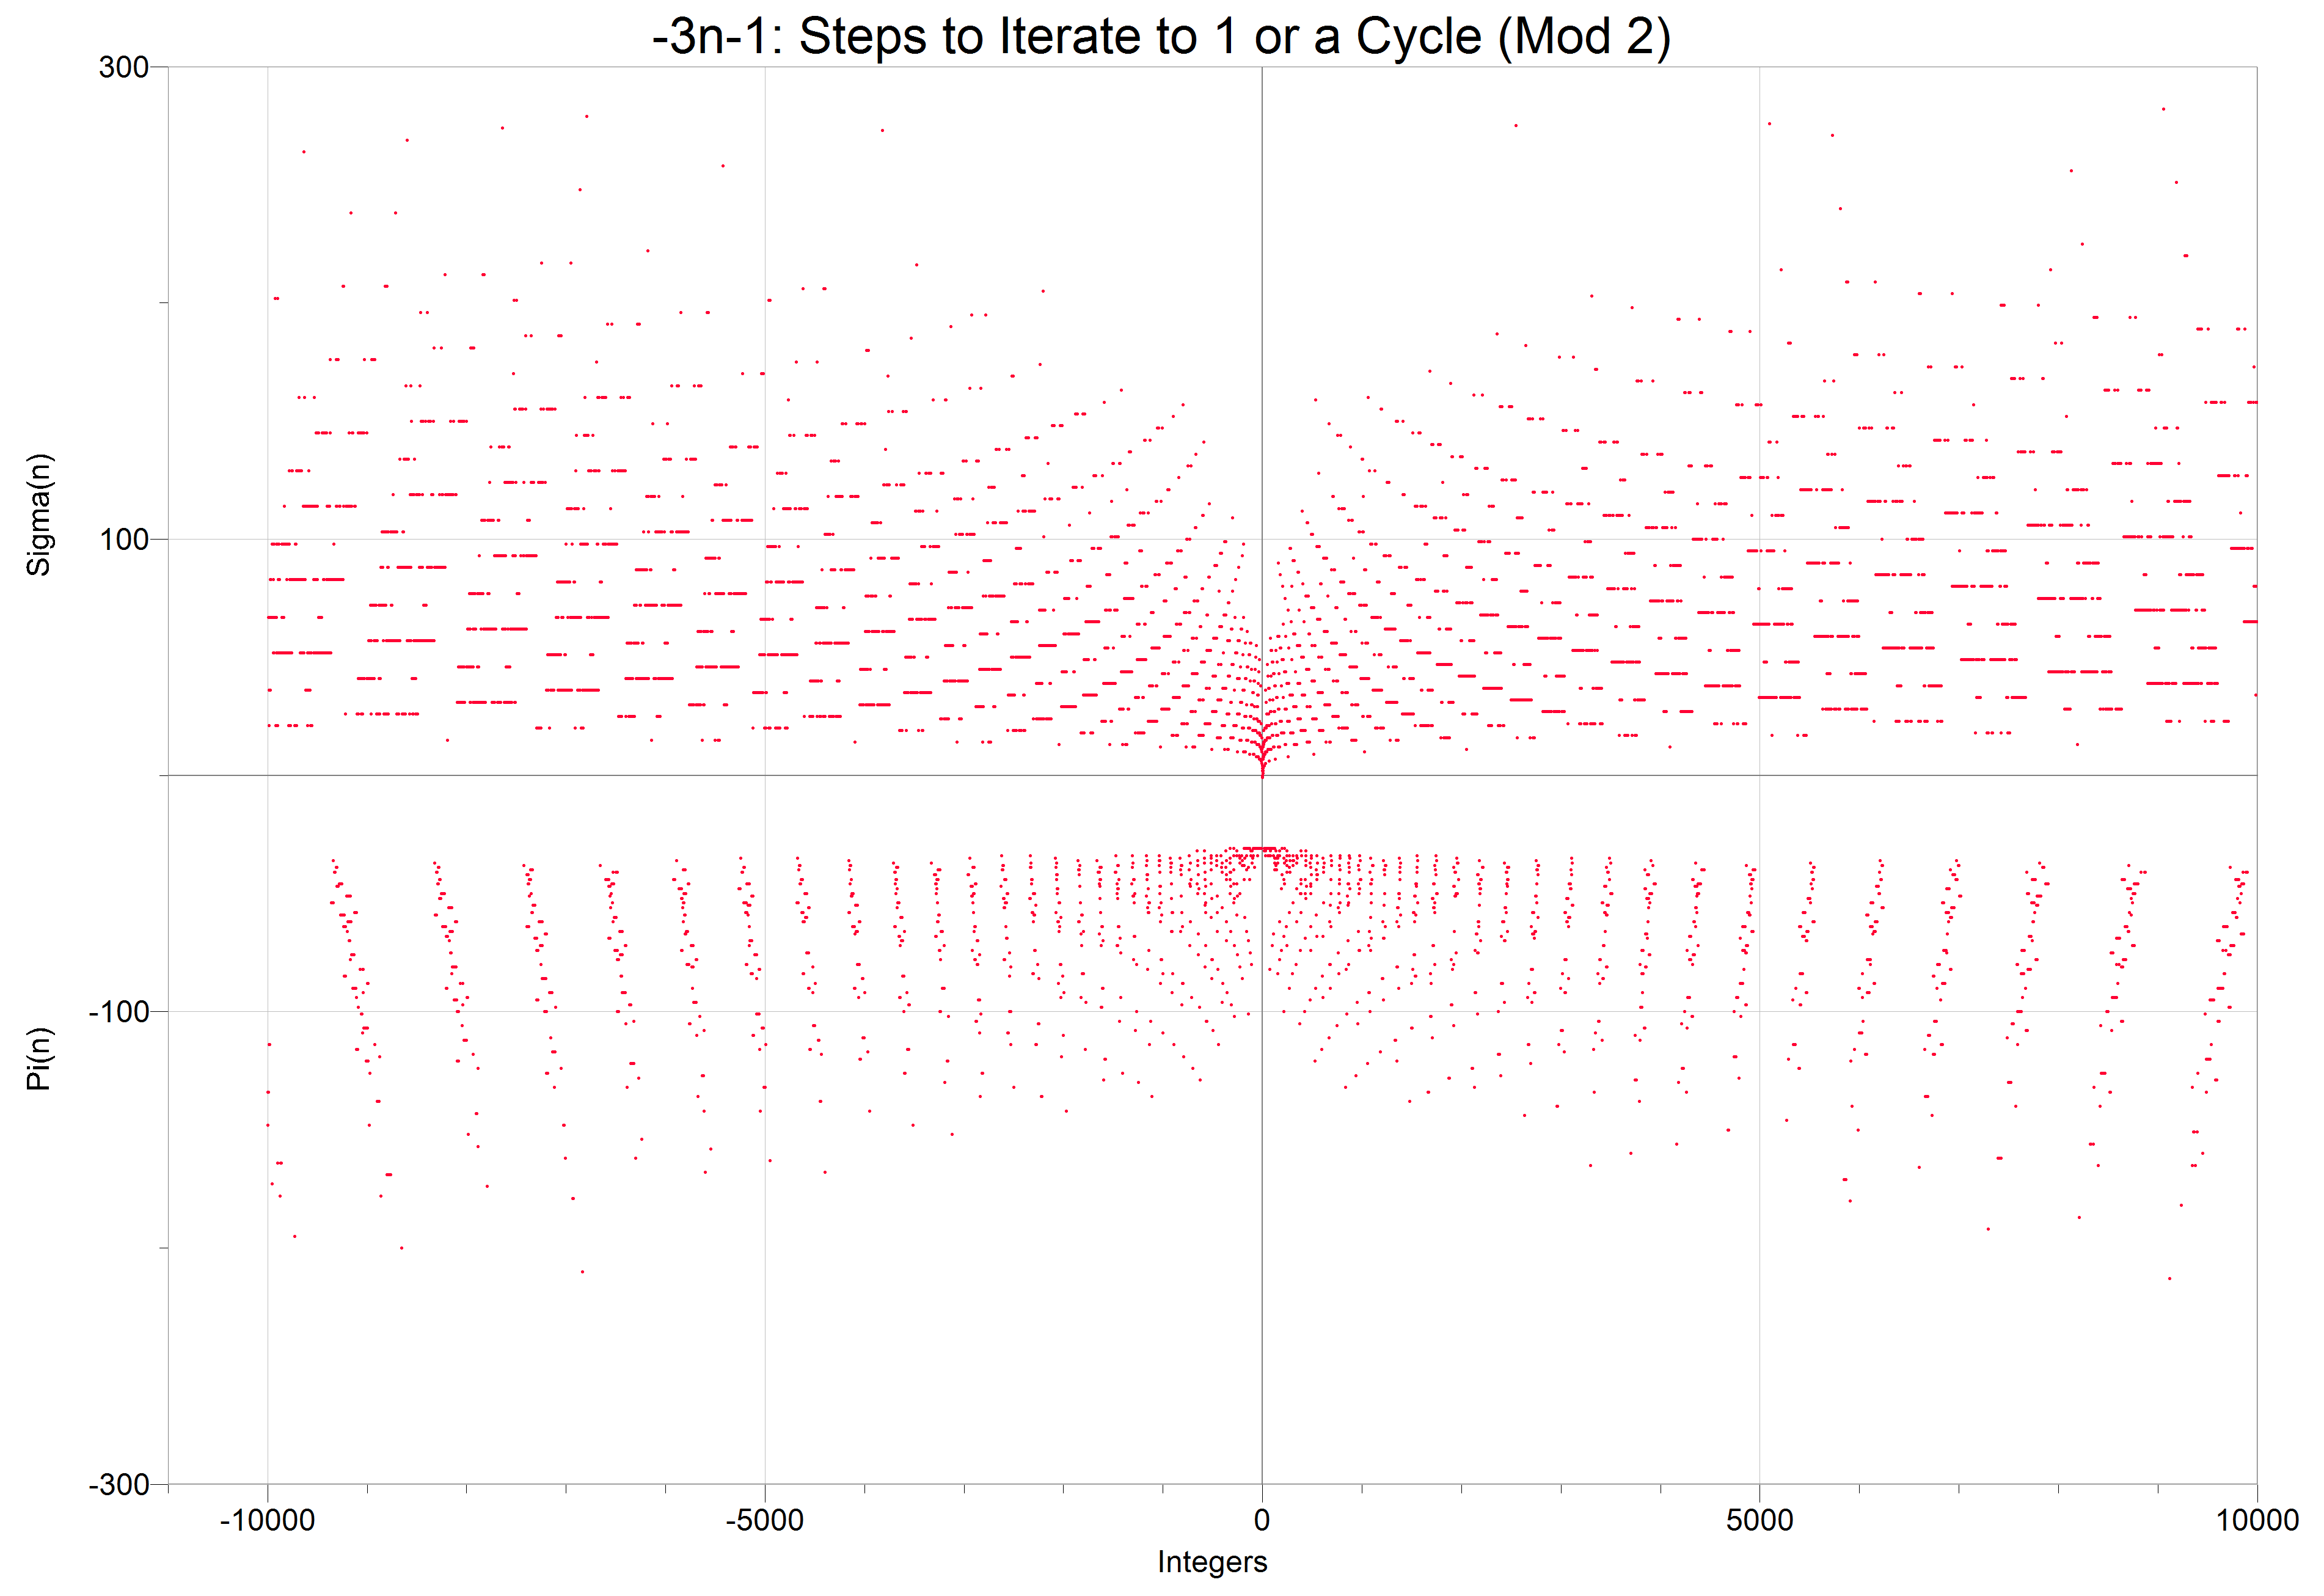 -3n-1: Steps to Iterate to 1 or a Cycle (Mod 2)
300
100
-100
-300
Sigma(n)
Pi(n)
-10000
-5000
0
5000
10000
Integers